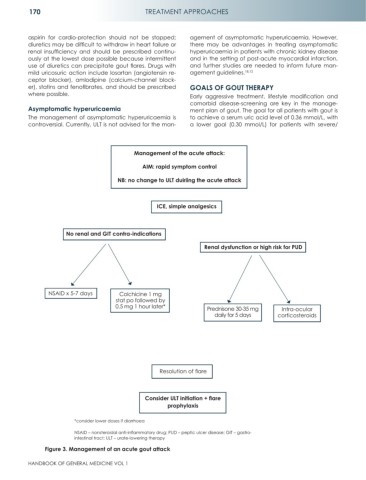 170
TREATMENT APPROACHES
aspirin for cardio-protection should not be stopped;
diuretics may be difficult to withdraw in heart failure or
renal insufficiency and should be prescribed continu-
ously at the lowest dose possible because intermittent
use of diuretics can precipitate gout flares. Drugs with
mild uricosuric action include losartan (angiotensin re-
ceptor blocker), amlodipine (calcium-channel block-
er), statins and fenofibrates, and should be prescribed
where possible.
Asymptomatic hyperuricaemia
The management of asymptomatic hyperuricaemia is
controversial. Currently, ULT is not advised for the man-
agement of asymptomatic hyperuricaemia. However,
there may be advantages in treating asymptomatic
hyperuricaemia in patients with chronic kidney disease
and in the setting of post-acute myocardial infarction,
and further studies are needed to inform future man-
agement guidelines.
GOALS OF GOUT THERAPY
Early aggressive treatment, lifestyle modification and
comorbid disease-screening are key in the manage-
ment plan of gout. The goal for all patients with gout is
to achieve a serum uric acid level of 0.36 mmol/L, with
a lower goal (0.30 mmol/L) for patients with severe/
Management of the acute attack:
AIM: rapid symptom control
NB: no change to ULT duirling the acute attack
ICE, simple analgesics
No renal and GIT contra-indications
Renal dysfunction or high risk for PUD
NSAID x 5-7 days
Colchicine 1 mg
stat po followed by
0.5 mg 1 hour later*
Prednisone 30-35 mg
daily for 5 days
Intra-ocular
corticosteroids
Resolution of flare
Consider ULT initiation + flare
prophylaxis
*consider lower doses if diarrhoea
NSAID – nonsteroidal anti-inflammatory drug; PUD – peptic ulcer disease; GIT – gastro-
intestinal tract; ULT – urate-lowering therapy
Figure 3. Management of an acute gout attack
HANDBOOK OF GENERAL MEDICINE VOL 1